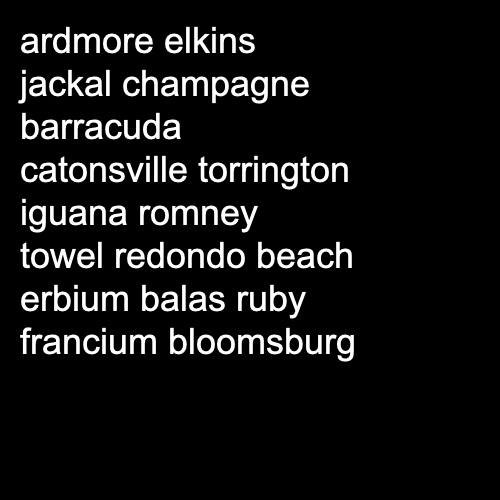 ardmore elkins
jackal champagne
barracuda
catonsville torrington
iguana romney
towel redondo beach
erbium balas ruby
francium bloomsburg